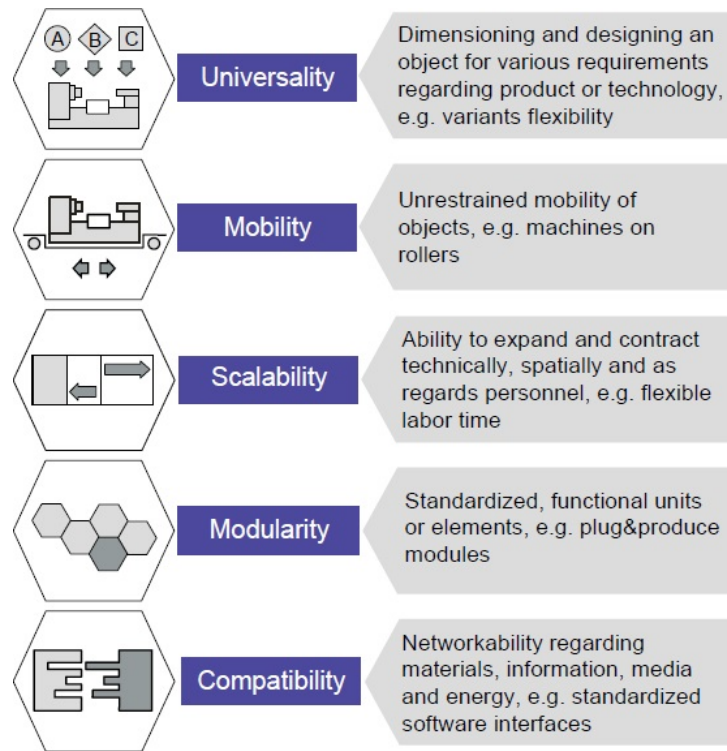 A B C
Universality
Dimensioning and designing an
object for various requirements
regarding product or technology,
e.g. variants flexibility
Mobility
Unrestrained mobility of
objects, e.g. machines on
rollers
Scalability
Ability to expand and contract
technically, spatially and as
regards personnel, e.g. flexible
labor time
Modularity
Standardized, functional units
or elements, e.g. plug&produce
modules
Compatibility
Networkability regarding
materials, information, media
and energy, e.g. standardized
software interfaces